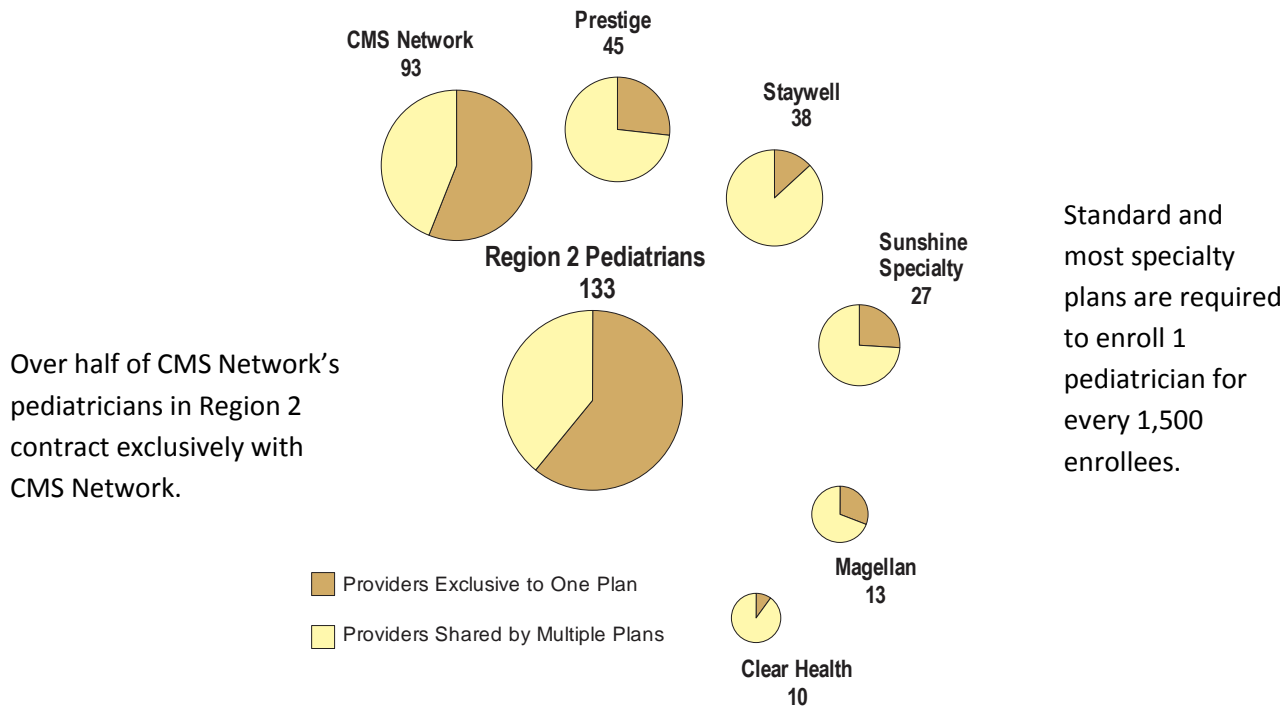 Prestige
45
CMS Network
93
Staywell
38
Sunshine
Specialty
27
Region 2 Pediatrians
133
Standard and
most specialty
plans are required
to enroll 1
pediatrician for
every 1,500
enrollees.
Over half of CMS Network’s
pediatricians in Region 2
contract exclusively with
CMS Network.
Magellan
13
Providers Exclusive to One Plan
Providers Shared by Multiple Plans
Clear Health
10